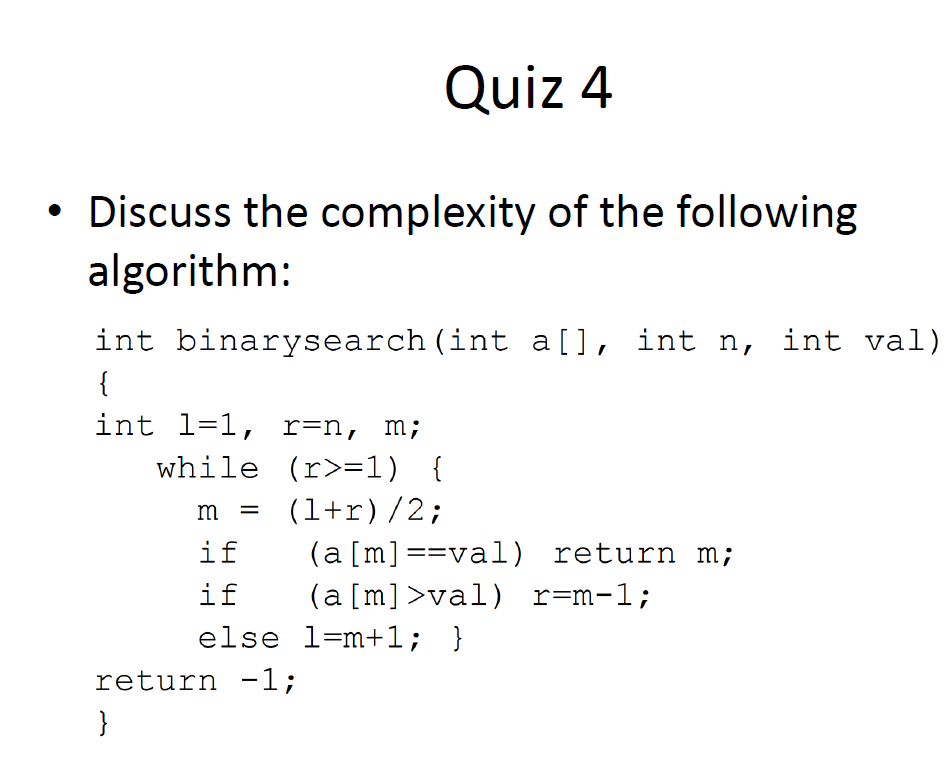 Quiz 4
• Discuss the complexity of the following
algorithm:
int binarysearch(int a[], int n, int val)
{
int l=1, r=n, m;
while (r>=1) {
m = (l+r)/2;
if (a[m]==val) return m;
if (a[m]>val) r=m-1;
else l=m+1; }
return -1;
}